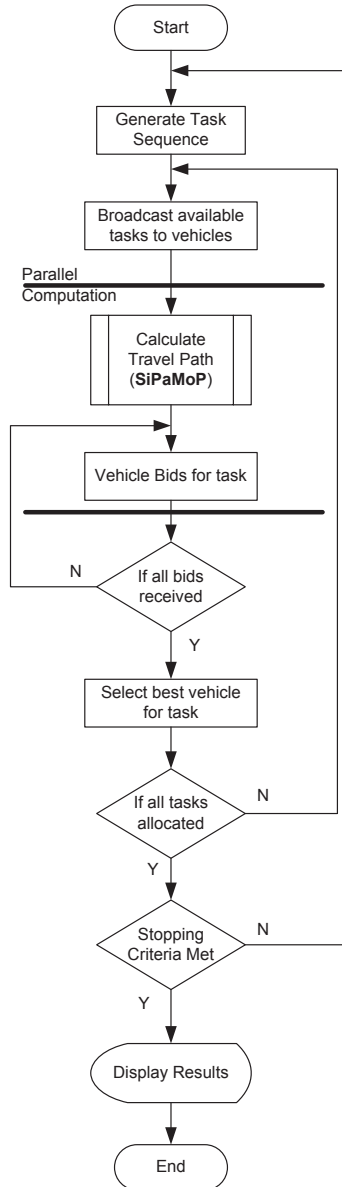 Start
Generate Task
Sequence
Broadcast available
tasks to vehicles
Parallel
Computation
Calculate
Travel Path
(SiPaMoP)
Vehicle Bids for task
N
If all bids
received
Y
Select best vehicle
for task
N
If all tasks
allocated
Y
N
Stopping
Criteria Met
Y
Display Results
End